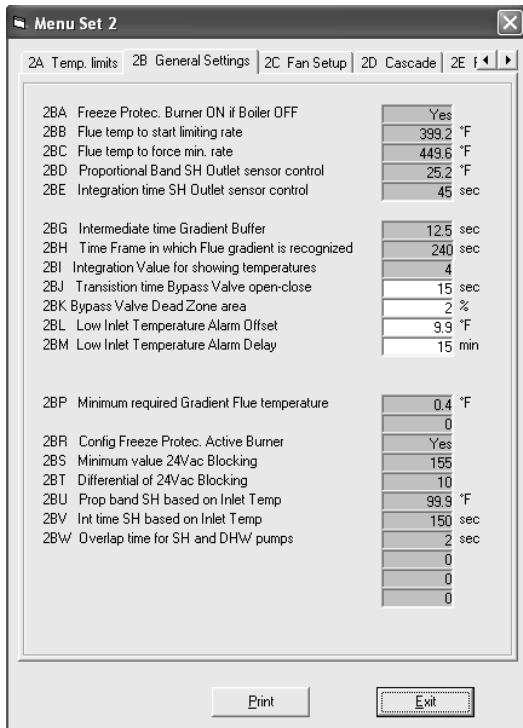 Menu Set 2
2A Temp. limits 2B General Settings 2C Fan Setup 2D Cascade 2E
2BA Freeze Protec. Burner ON if Boiler OFF Yes
2BB Flue temp to start limiting rate 399.2 °F
2BC Flue temp to force min. rate 449.6 °F
2BD Proportional Band SH Outlet sensor control 25.2 °F
2BE Integration time SH Outlet sensor control 45 sec
2BG Intermediate time Gradient Buffer 12.5 sec
2BH Time Frame in which Flue gradient is recognized 240 sec
2BI Integration Value for showing temperatures 4
2BJ Transistion time Bypass Valve open-close 15 sec
2BK Bypass Valve Dead Zone area 2 %
2BL Low Inlet Temperature Alarm Offset 9.9 °F
2BM Low Inlet Temperature Alarm Delay 15 min
2BP Minimum required Gradient Flue temperature 0.4 °F
0
2BR Config Freeze Protec. Active Burner Yes
2BS Minimum value 24Vac Blocking 155
2BT Differential of 24Vac Blocking 10
2BU Prop band SH based on Inlet Temp 99.9 °F
2BV Int time SH based on Inlet Temp 150 sec
2BW Overlap time for SH and DHW pumps 2 sec
0
0
0
Print Exit